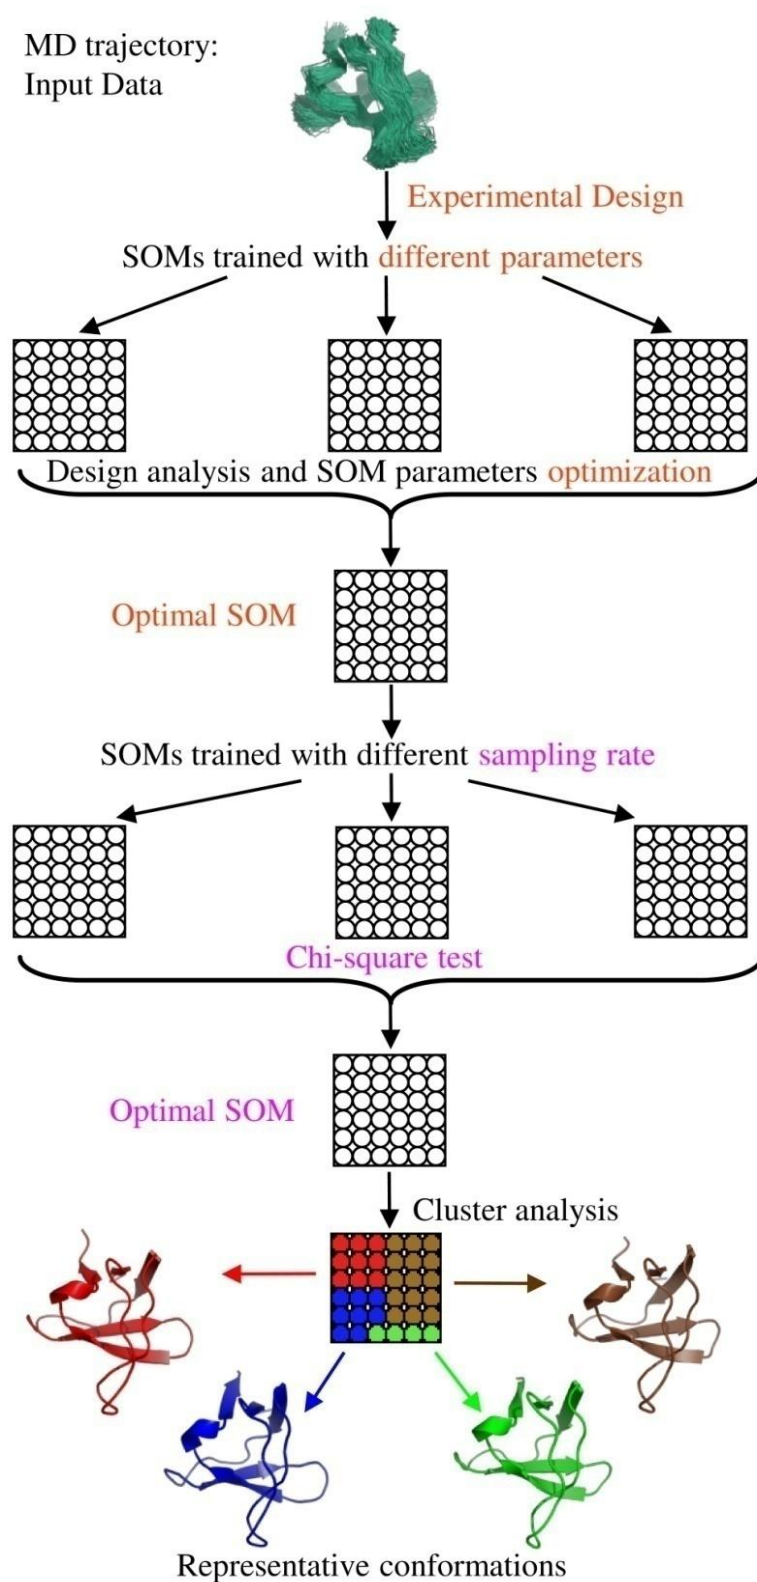 MD trajectory:
Input Data
Experimental Design
SOMs trained with different parameters
Design analysis and SOM parameters optimization
Optimal SOM
SOMs trained with different sampling rate
Chi-square test
Optimal SOM
Cluster analysis
Representative conformations